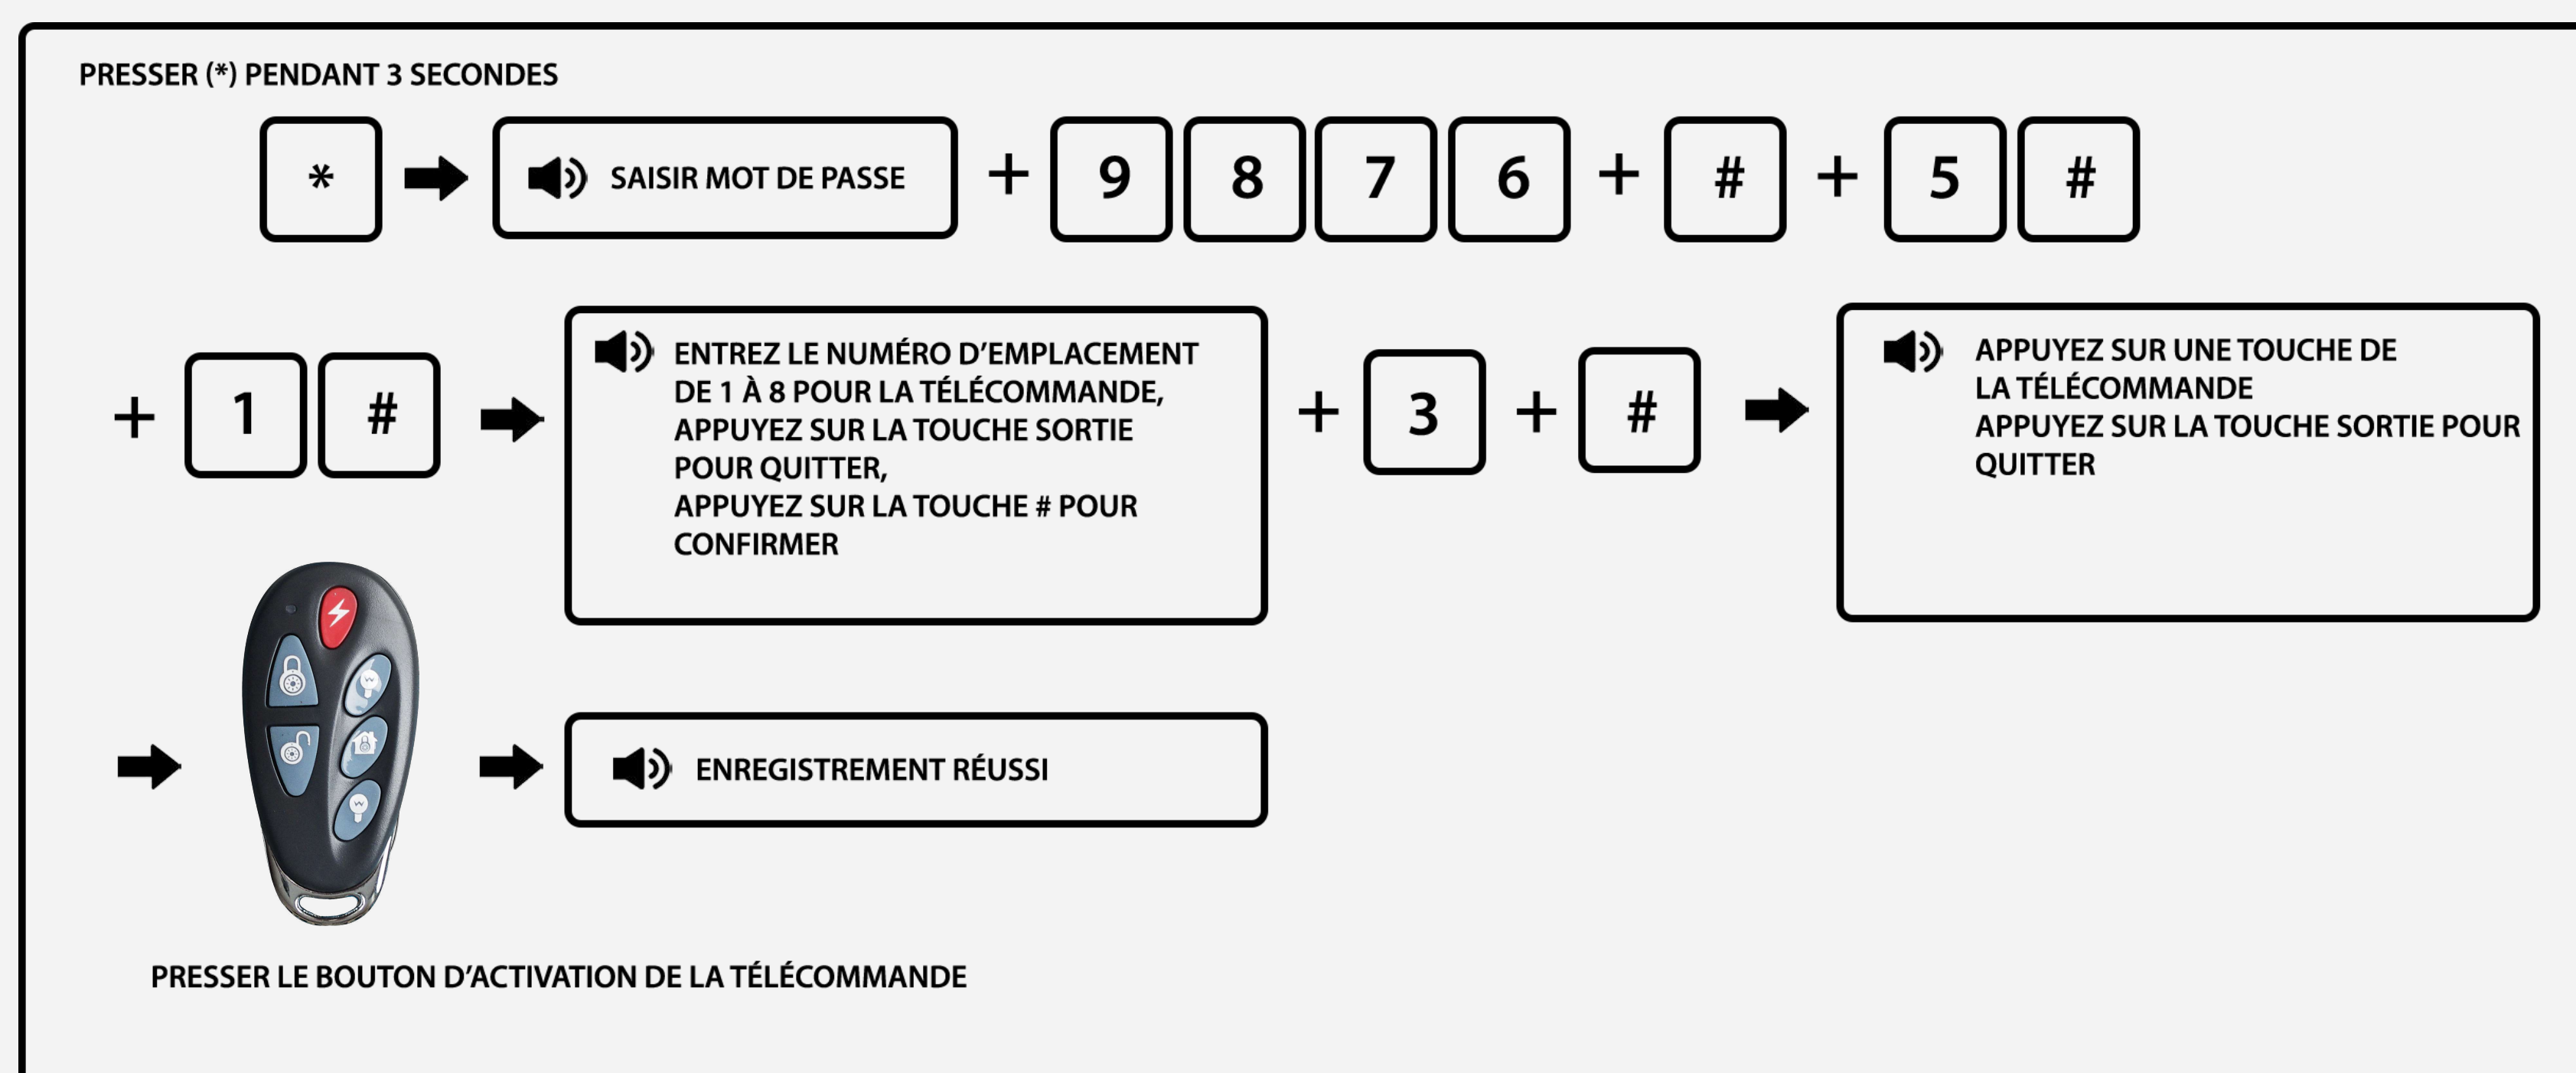 PRESSER (*) PENDANT 3 SECONDES
* SAISIR MOT DE PASSE + 9 8 7 6 + # + 5 #
+ 1 #
ENTREZ LE NUMÉRO D’EMPLACEMENT
DE 1 À 8 POUR LA TÉLÉCOMMANDE,
APPUYEZ SUR LA TOUCHE SORTIE
POUR QUITTER,
APPUYEZ SUR LA TOUCHE # POUR
CONFIRMER
+ 3 + #
APPUYEZ SUR UNE TOUCHE DE
LA TÉLÉCOMMANDE
APPUYEZ SUR LA TOUCHE SORTIE POUR
QUITTER
ENREGISTREMENT RÉUSSI
PRESSER LE BOUTON D’ACTIVATION DE LA TÉLÉCOMMANDE